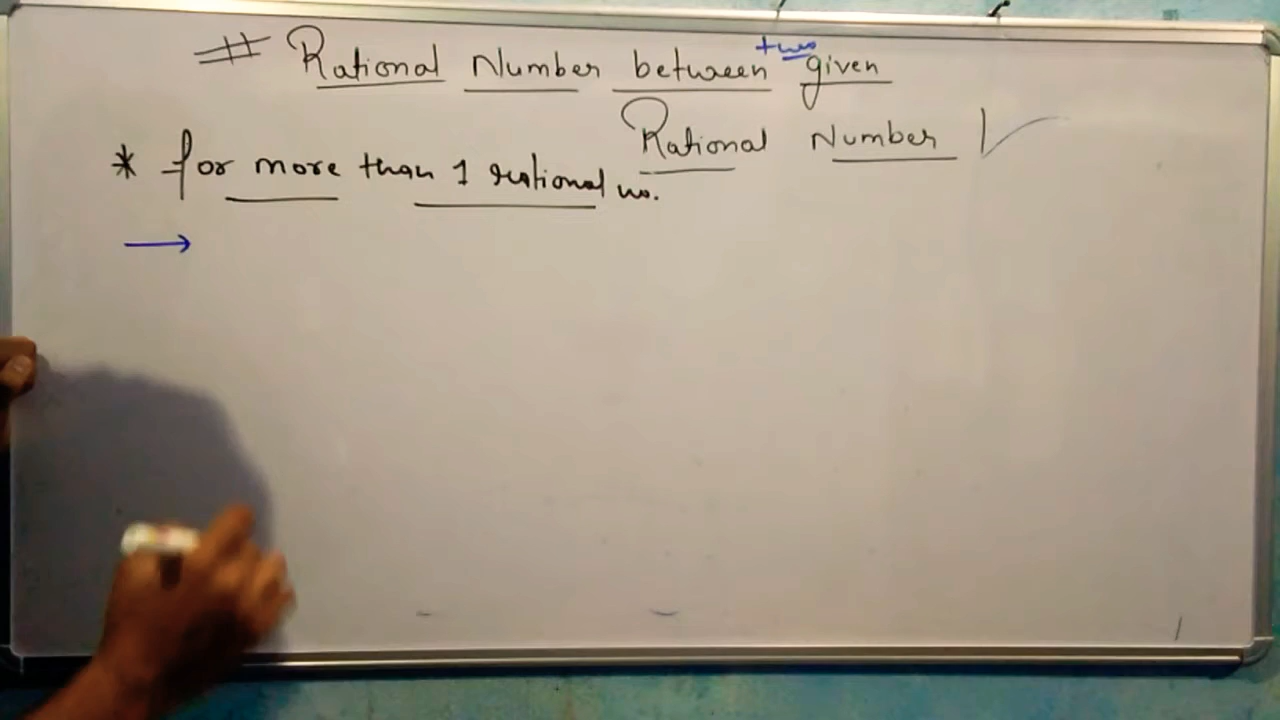 # Rational Number between two given
Rational Number
* for more than 1 rational no.
→